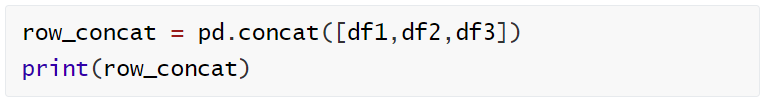 row_concat = pd.concat([df1,df2,df3])
print(row_concat)